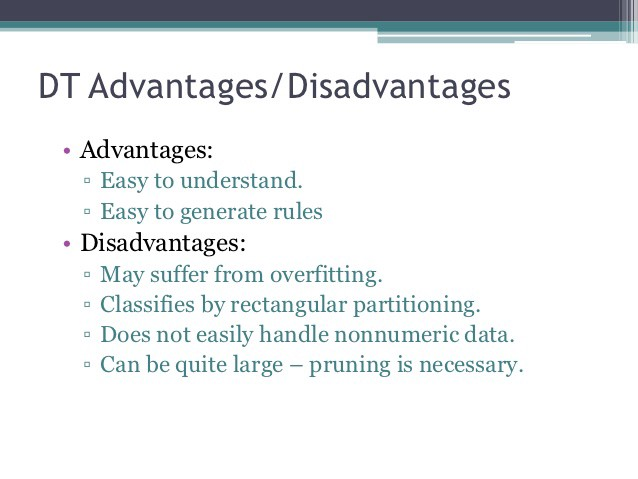 DT Advantages/Disadvantages
• Advantages:
▫ Easy to understand.
▫ Easy to generate rules
• Disadvantages:
▫ May suffer from overfitting.
▫ Classifies by rectangular partitioning.
▫ Does not easily handle nonnumeric data.
▫ Can be quite large – pruning is necessary.